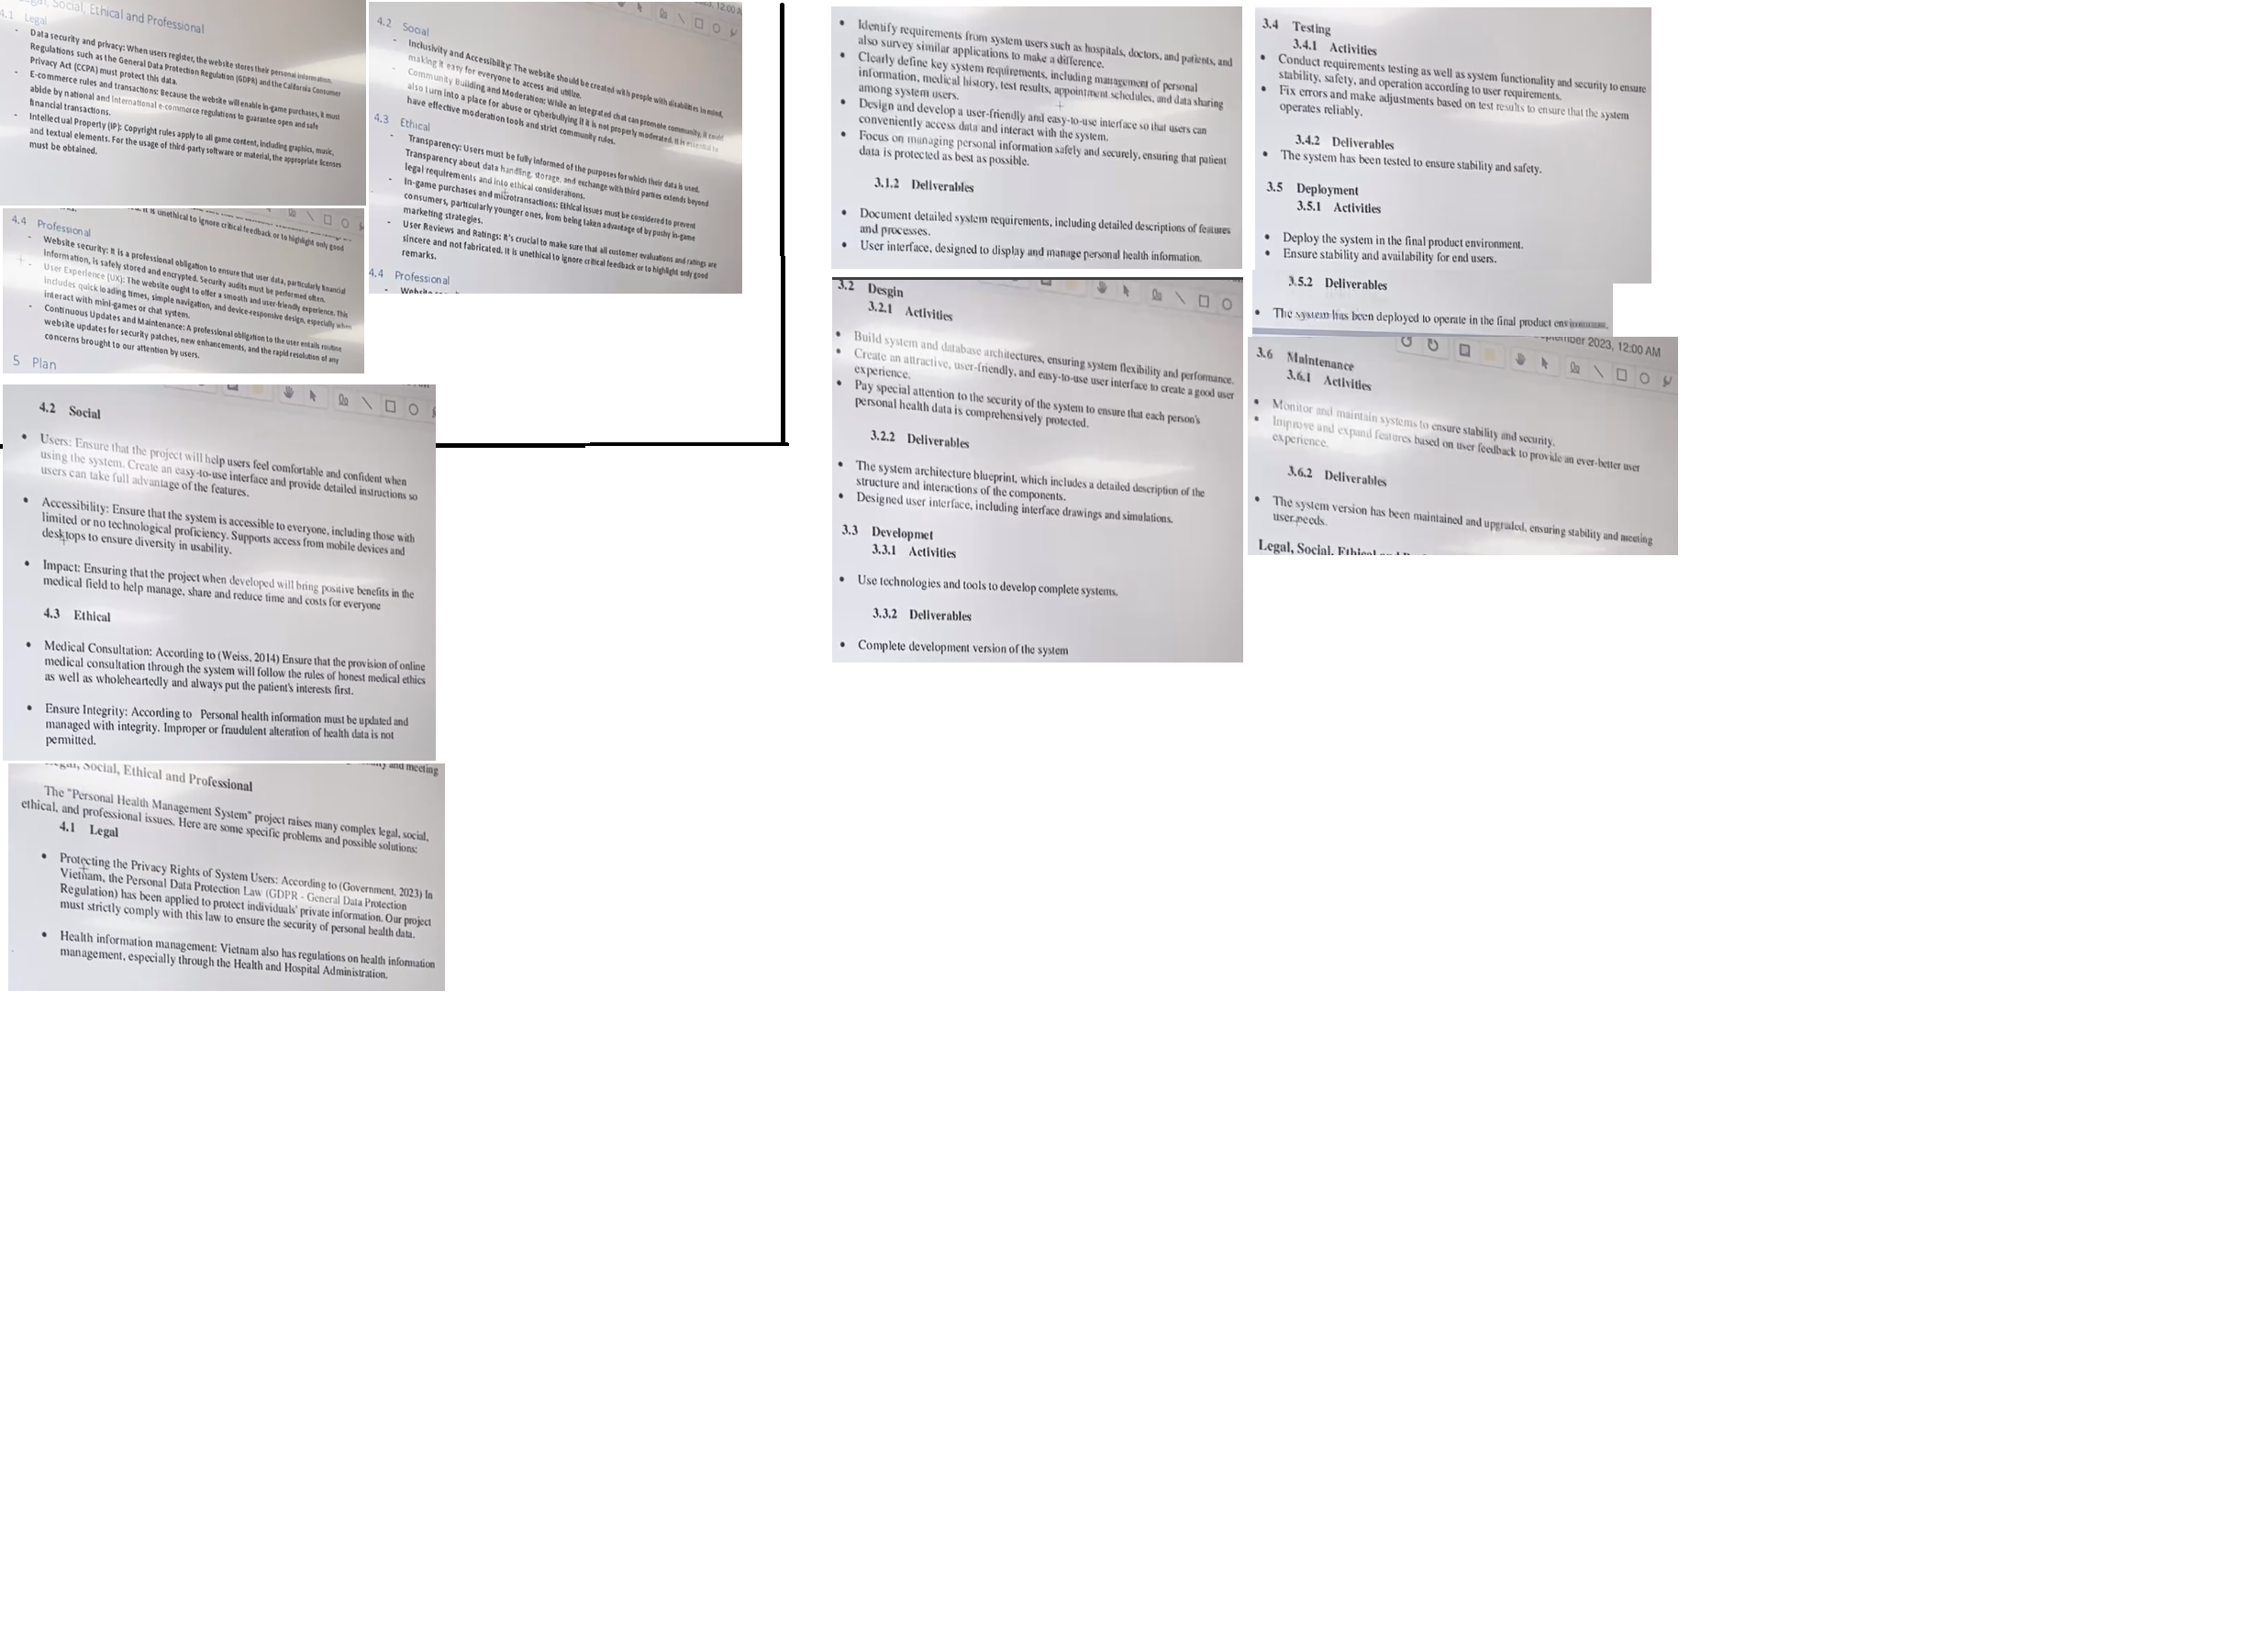 Legal, Social, Ethical and Professional
4.1 Legal
- Data security and privacy: When users register, the website stores their personal information.
Regulations such as the General Data Protection Regulation (GDPR) and the California Consumer
Privacy Act (CCPA) must protect this data.
- E-commerce rules and transactions: Because the website will enable in-game purchases, it must
abide by national and international e-commerce regulations to guarantee open and safe
financial transactions.
- Intellectual Property (IP): Copyright rules apply to all game content, including graphics, music,
and textual elements. For the usage of third-party software or material, the appropriate licenses
must be obtained.
12:00 A
4.2 Social
- Inclusivity and Accessibility: The website should be created with people with disabilities in mind,
making it easy for everyone to access and utilize.
- Community Building and Moderation: While an integrated chat can promote community, it could
also turn into a place for abuse or cyberbullying if it is not properly moderated. It is essential to
have effective moderation tools and strict community rules.
4.3 Ethical
- Transparency: Users must be fully informed of the purposes for which their data is used.
Transparency about data handling, storage, and exchange with third parties extends beyond
legal requirements and into ethical considerations.
- In-game purchases and microtransactions: Ethical issues must be considered to prevent
consumers, particularly younger ones, from being taken advantage of by pushy in-game
marketing strategies.
- User Reviews and Ratings: It's crucial to make sure that all customer evaluations and ratings are
sincere and not fabricated. It is unethical to ignore critical feedback or to highlight only good
remarks.
4.4 Professional
it is unethical to ignore critical feedback or to highlight only good
4.4 Professional
- Website security: It is a professional obligation to ensure that user data, particularly financial
information, is safely stored and encrypted. Security audits must be performed often.
- User Experience (UX): The website ought to offer a smooth and user-friendly experience. This
includes quick loading times, simple navigation, and device-responsive design, especially when
interact with mini-games or chat system.
- Continuous Updates and Maintenance: A professional obligation to the user entails routine
website updates for security patches, new enhancements, and the rapid resolution of any
concerns brought to our attention by users.
5 Plan
4.2 Social
• Users: Ensure that the project will help users feel comfortable and confident when
using the system. Create an easy-to-use interface and provide detailed instructions so
users can take full advantage of the features.
• Accessibility: Ensure that the system is accessible to everyone, including those with
limited or no technological proficiency. Supports access from mobile devices and
desktops to ensure diversity in usability.
• Impact: Ensuring that the project when developed will bring positive benefits in the
medical field to help manage, share and reduce time and costs for everyone
4.3 Ethical
• Medical Consultation: According to (Weiss, 2014) Ensure that the provision of online
medical consultation through the system will follow the rules of honest medical ethics
as well as wholeheartedly and always put the patient's interests first.
• Ensure Integrity: According to Personal health information must be updated and
managed with integrity. Improper or fraudulent alteration of health data is not
permitted.
and meeting
Legal, Social, Ethical and Professional
The "Personal Health Management System" project raises many complex legal, social,
ethical, and professional issues. Here are some specific problems and possible solutions:
4.1 Legal
• Protecting the Privacy Rights of System Users: According to (Government, 2023) In
Vietnam, the Personal Data Protection Law (GDPR - General Data Protection
Regulation) has been applied to protect individuals' private information. Our project
must strictly comply with this law to ensure the security of personal health data.
• Health information management: Vietnam also has regulations on health information
management, especially through the Health and Hospital Administration.
• Identify requirements from system users such as hospitals, doctors, and patients, and
also survey similar applications to make a difference.
• Clearly define key system requirements, including management of personal
information, medical history, test results, appointment schedules, and data sharing
among system users.
• Design and develop a user-friendly and easy-to-use interface so that users can
conveniently access data and interact with the system.
• Focus on managing personal information safely and securely, ensuring that patient
data is protected as best as possible.
3.1.2 Deliverables
• Document detailed system requirements, including detailed descriptions of features
and processes.
• User interface, designed to display and manage personal health information.
3.2 Desgin
3.2.1 Activities
• Build system and database architectures, ensuring system flexibility and performance.
• Create an attractive, user-friendly, and easy-to-use user interface to create a good user
experience.
• Pay special attention to the security of the system to ensure that each person's
personal health data is comprehensively protected.
3.2.2 Deliverables
• The system architecture blueprint, which includes a detailed description of the
structure and interactions of the components.
• Designed user interface, including interface drawings and simulations.
3.3 Developmet
3.3.1 Activities
• Use technologies and tools to develop complete systems.
3.3.2 Deliverables
• Complete development version of the system
3.4 Testing
3.4.1 Activities
• Conduct requirements testing as well as system functionality and security to ensure
stability, safety, and operation according to user requirements.
• Fix errors and make adjustments based on test results to ensure that the system
operates reliably.
3.4.2 Deliverables
• The system has been tested to ensure stability and safety.
3.5 Deployment
3.5.1 Activities
• Deploy the system in the final product environment.
• Ensure stability and availability for end users.
3.5.2 Deliverables
• The system has been deployed to operate in the final product environment.
September 2023, 12:00 AM
3.6 Maintenance
3.6.1 Activities
• Monitor and maintain systems to ensure stability and security.
• Improve and expand features based on user feedback to provide an ever-better user
experience.
3.6.2 Deliverables
• The system version has been maintained and upgraded, ensuring stability and meeting
user needs.
Legal, Social, Ethical